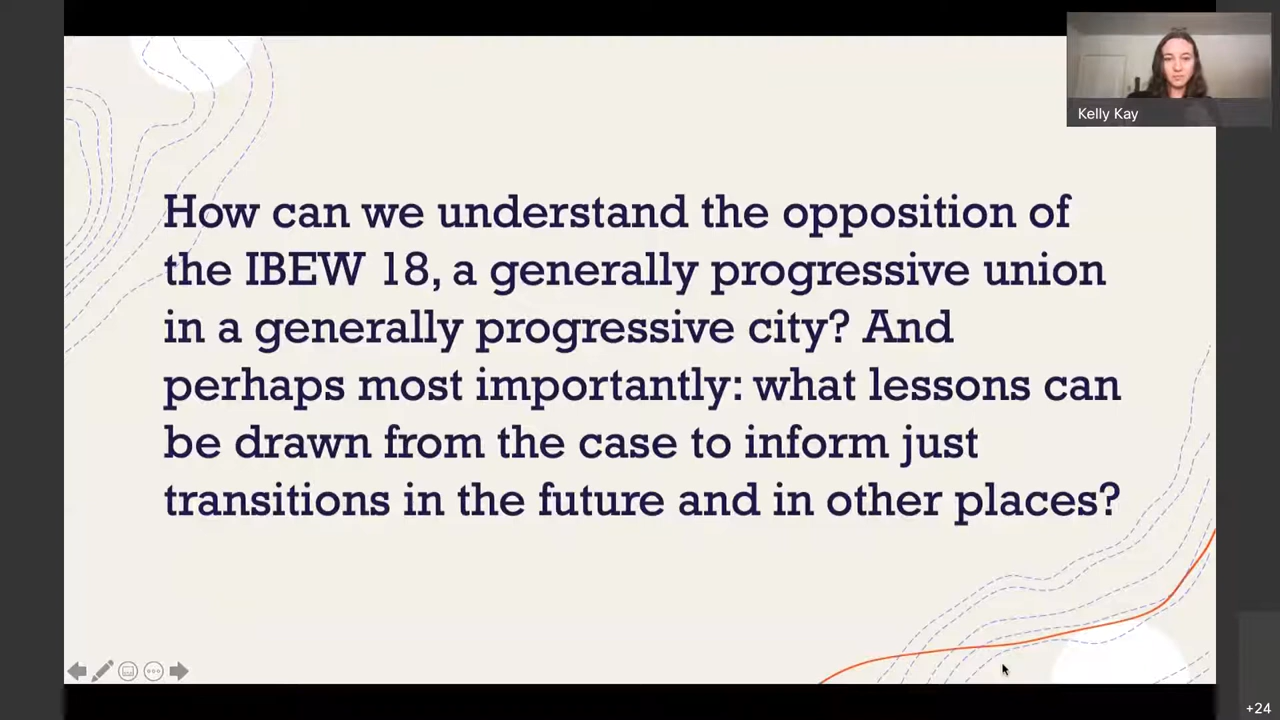 Kelly Kay
How can we understand the opposition of
the IBEW 18, a generally progressive union
in a generally progressive city? And
perhaps most importantly: what lessons can
be drawn from the case to inform just
transitions in the future and in other places?
+24